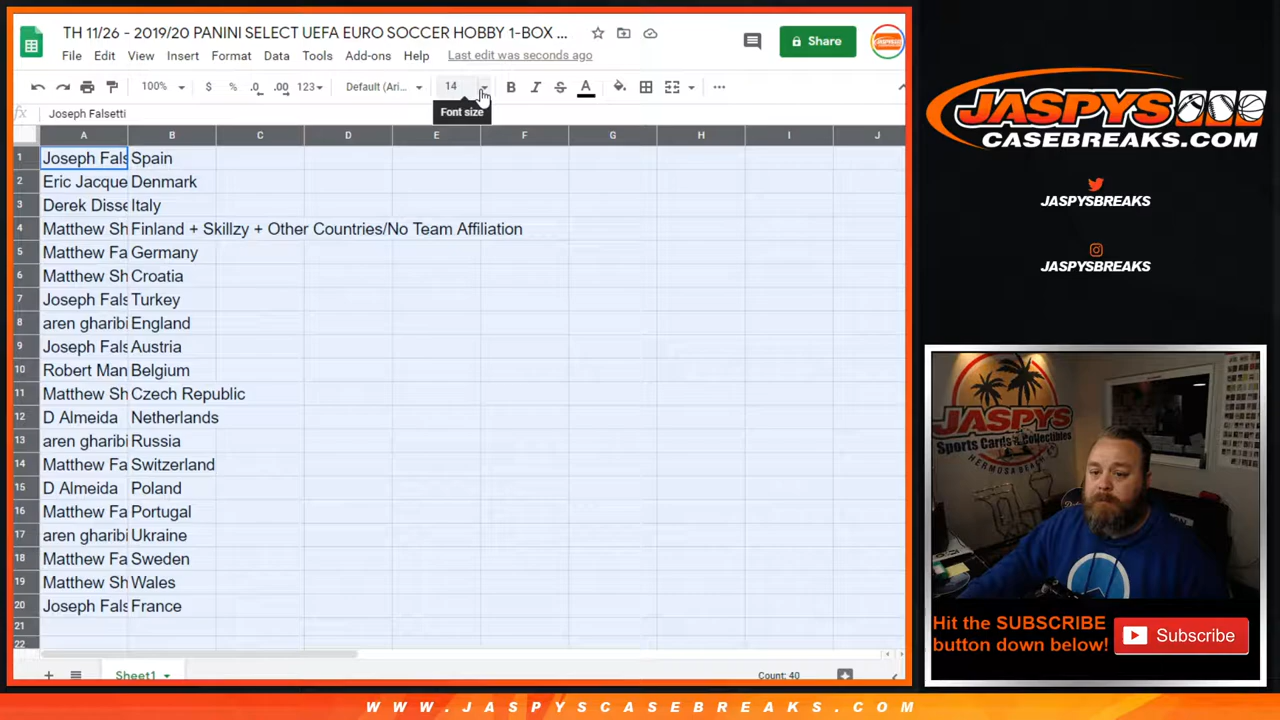 TH 11/26 - 2019/20 PANINI SELECT UEFA EURO SOCCER HOBBY 1-BOX ...
File Edit View Insert Format Data Tools Add-ons Help Last edit was seconds ago
Share
100% $ % .0 .00 123 Default (Ari... 14 B I S A
Font size
fx Joseph Falsetti
A B C D E F G H I J
1 Joseph Fals Spain
2 Eric Jacque Denmark
3 Derek Disse Italy
4 Matthew Sh Finland + Skillzy + Other Countries/No Team Affiliation
5 Matthew Fa Germany
6 Matthew Sh Croatia
7 Joseph Fals Turkey
8 aren gharibi England
9 Joseph Fals Austria
10 Robert Man Belgium
11 Matthew Sh Czech Republic
12 D Almeida Netherlands
13 aren gharibi Russia
14 Matthew Fa Switzerland
15 D Almeida Poland
16 Matthew Fa Portugal
17 aren gharibi Ukraine
18 Matthew Fa Sweden
19 Matthew Sh Wales
20 Joseph Fals France
21
22
Sheet1
Count: 40
JASPYS
CASEBREAKS.COM
JASPYSBREAKS
JASPYSBREAKS
JASPYS
Sports Cards & Collectibles
HERMOSA BEACH
Hit the SUBSCRIBE
button down below!
Subscribe
WWW.JASPYSCASEBREAKS.COM